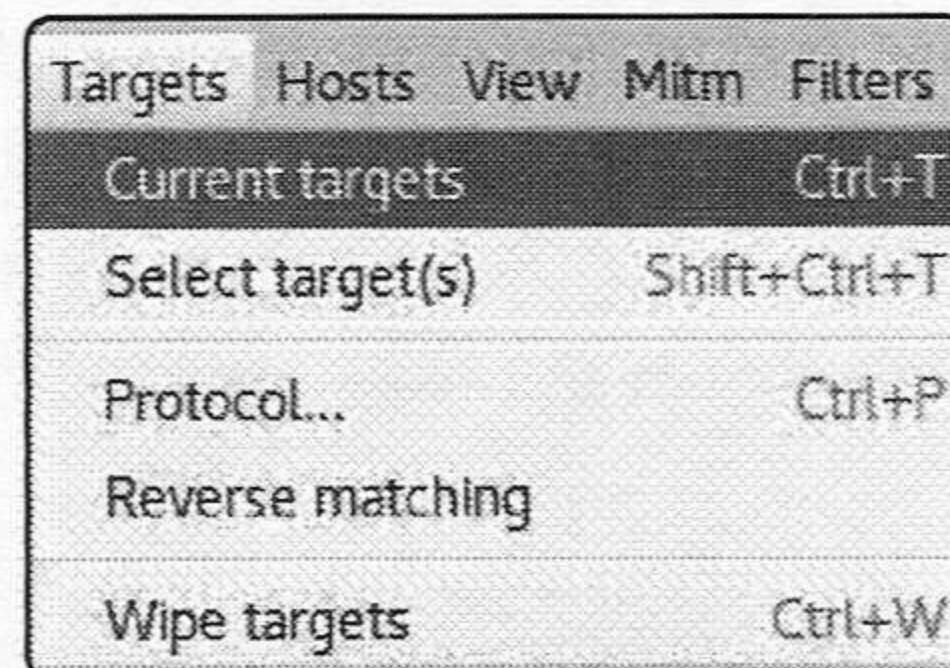 Targets Hosts View Mitm Filters
Current targets Ctrl+T
Select target(s) Shift+Ctrl+T
Protocol... Ctrl+P
Reverse matching
Wipe targets Ctrl+W